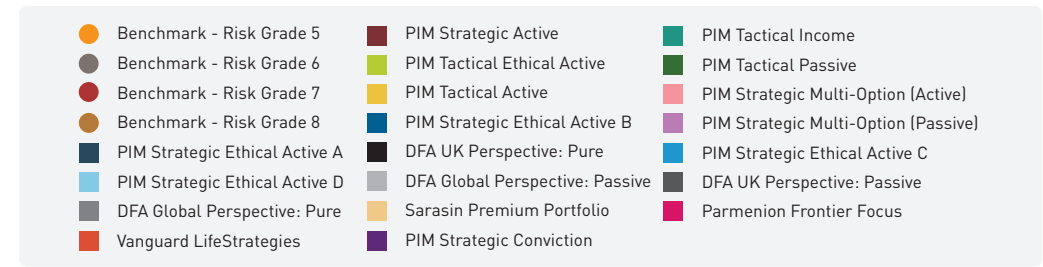 Benchmark - Risk Grade 5
Benchmark - Risk Grade 6
Benchmark - Risk Grade 7
Benchmark - Risk Grade 8
PIM Strategic Ethical Active A
PIM Strategic Ethical Active D
DFA Global Perspective: Pure
Vanguard LifeStrategies
PIM Strategic Active
PIM Tactical Ethical Active
PIM Tactical Active
PIM Strategic Ethical Active B
DFA UK Perspective: Pure
DFA Global Perspective: Passive
Sarasin Premium Portfolio
PIM Strategic Conviction
PIM Tactical Income
PIM Tactical Passive
PIM Strategic Multi-Option (Active)
PIM Strategic Multi-Option (Passive)
PIM Strategic Ethical Active C
DFA UK Perspective: Passive
Parmenion Frontier Focus